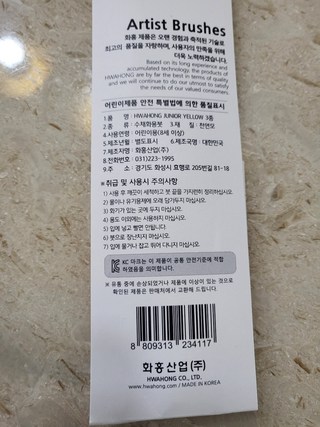 Artist Brushes
화홍 제품은 오랜 경험과 축적된 기술로
최고의 품질을 자랑하며, 사용자의 만족을 위해
더욱 노력하겠습니다.
Based on its long experience and
accumulated technology, the products of
HWAHONG are by far the best in terms of quality
and we will continue to do our utmost to satisfy
the needs of our valued consumers.
어린이제품 안전 특별법에 의한 품질표시
1.품 명 : HWAHONG JUNIOR YELLOW 3종
2.종 류 : 수채화용붓 3.재 질 : 천연모
4.사용연령 : 어린이용(8세 이상)
5.제조년월 : 별도표시 6.제조국명 : 대한민국
7.제조자명 : 화홍산업(주)
8.전화번호 : 031)223-1995
9.주 소 : 경기도 화성시 효행로 205번길 81-18
※ 취급 및 사용시 주의사항
1) 사용 후 깨끗이 세척하고 붓 끝을 가지런히 정리하십시오.
2) 물이나 유기용제에 오래 담가두지 마십시오.
3) 화기가 있는 곳에 두지 마십시오.
4) 용도 이외에는 사용하지 마십시오.
5) 입에 넣고 빨면 안됩니다.
6) 붓으로 장난치지 마십시오.
7) 입에 물거나 잡고 뛰어 다니지 마십시오.
KC 마크는 이 제품이 공통 안전기준에 적합
하였음을 의미합니다.
※ 유통 중에 손상되었거나 제품에 이상이 있는 것으로
확인된 제품은 판매처에서 교환해 드립니다.
8 809313 234117
화홍산업(주)
HWAHONG CO., LTD.
www.hwahong.com / MADE IN KOREA